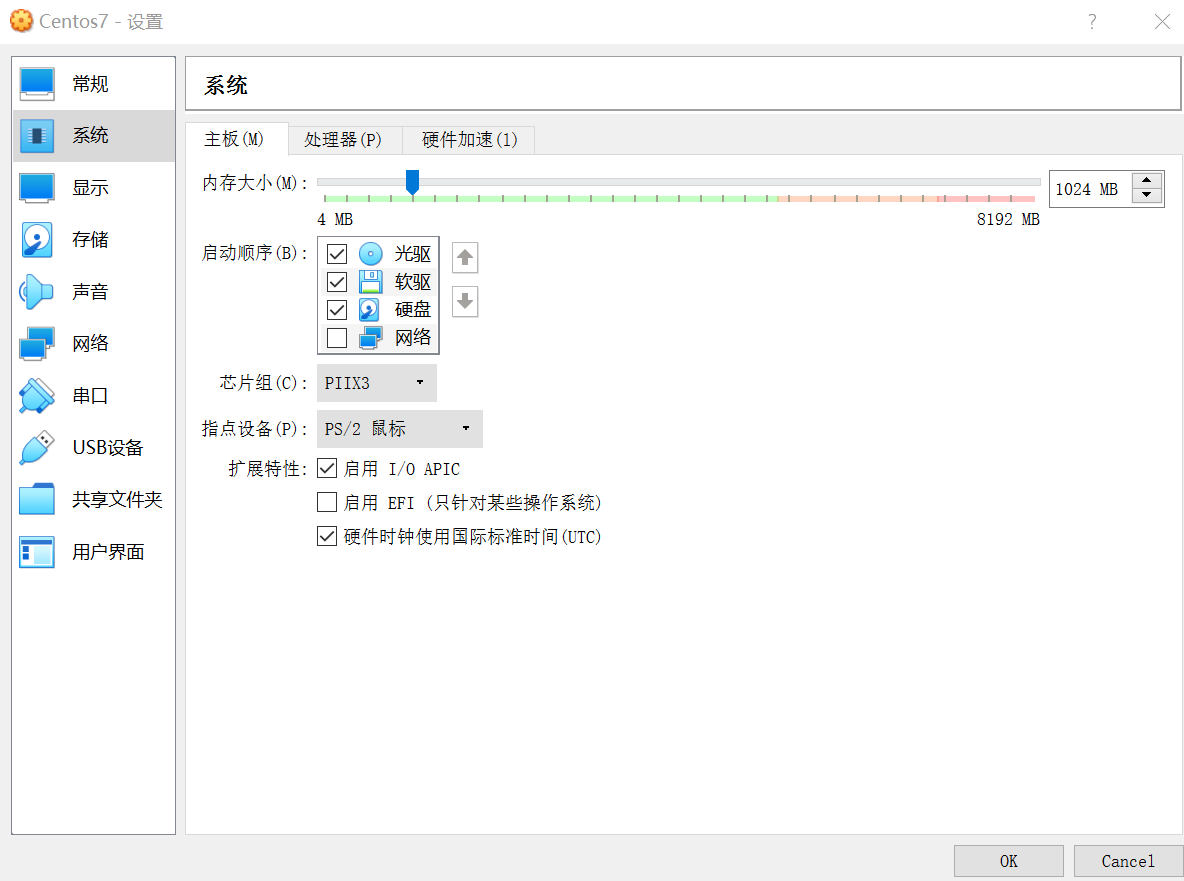 Centos7 - 设置
常规
系统
显示
存储
声音
网络
串口
USB设备
共享文件夹
用户界面
系统
主板(M) 处理器(P) 硬件加速(l)
内存大小(M): 1024 MB
4 MB 8192 MB
启动顺序(B):
光驱
软驱
硬盘
网络
芯片组(C): PIIX3
指点设备(P): PS/2 鼠标
扩展特性: 启用 I/O APIC
启用 EFI (只针对某些操作系统)
硬件时钟使用国际标准时间(UTC)
OK Cancel